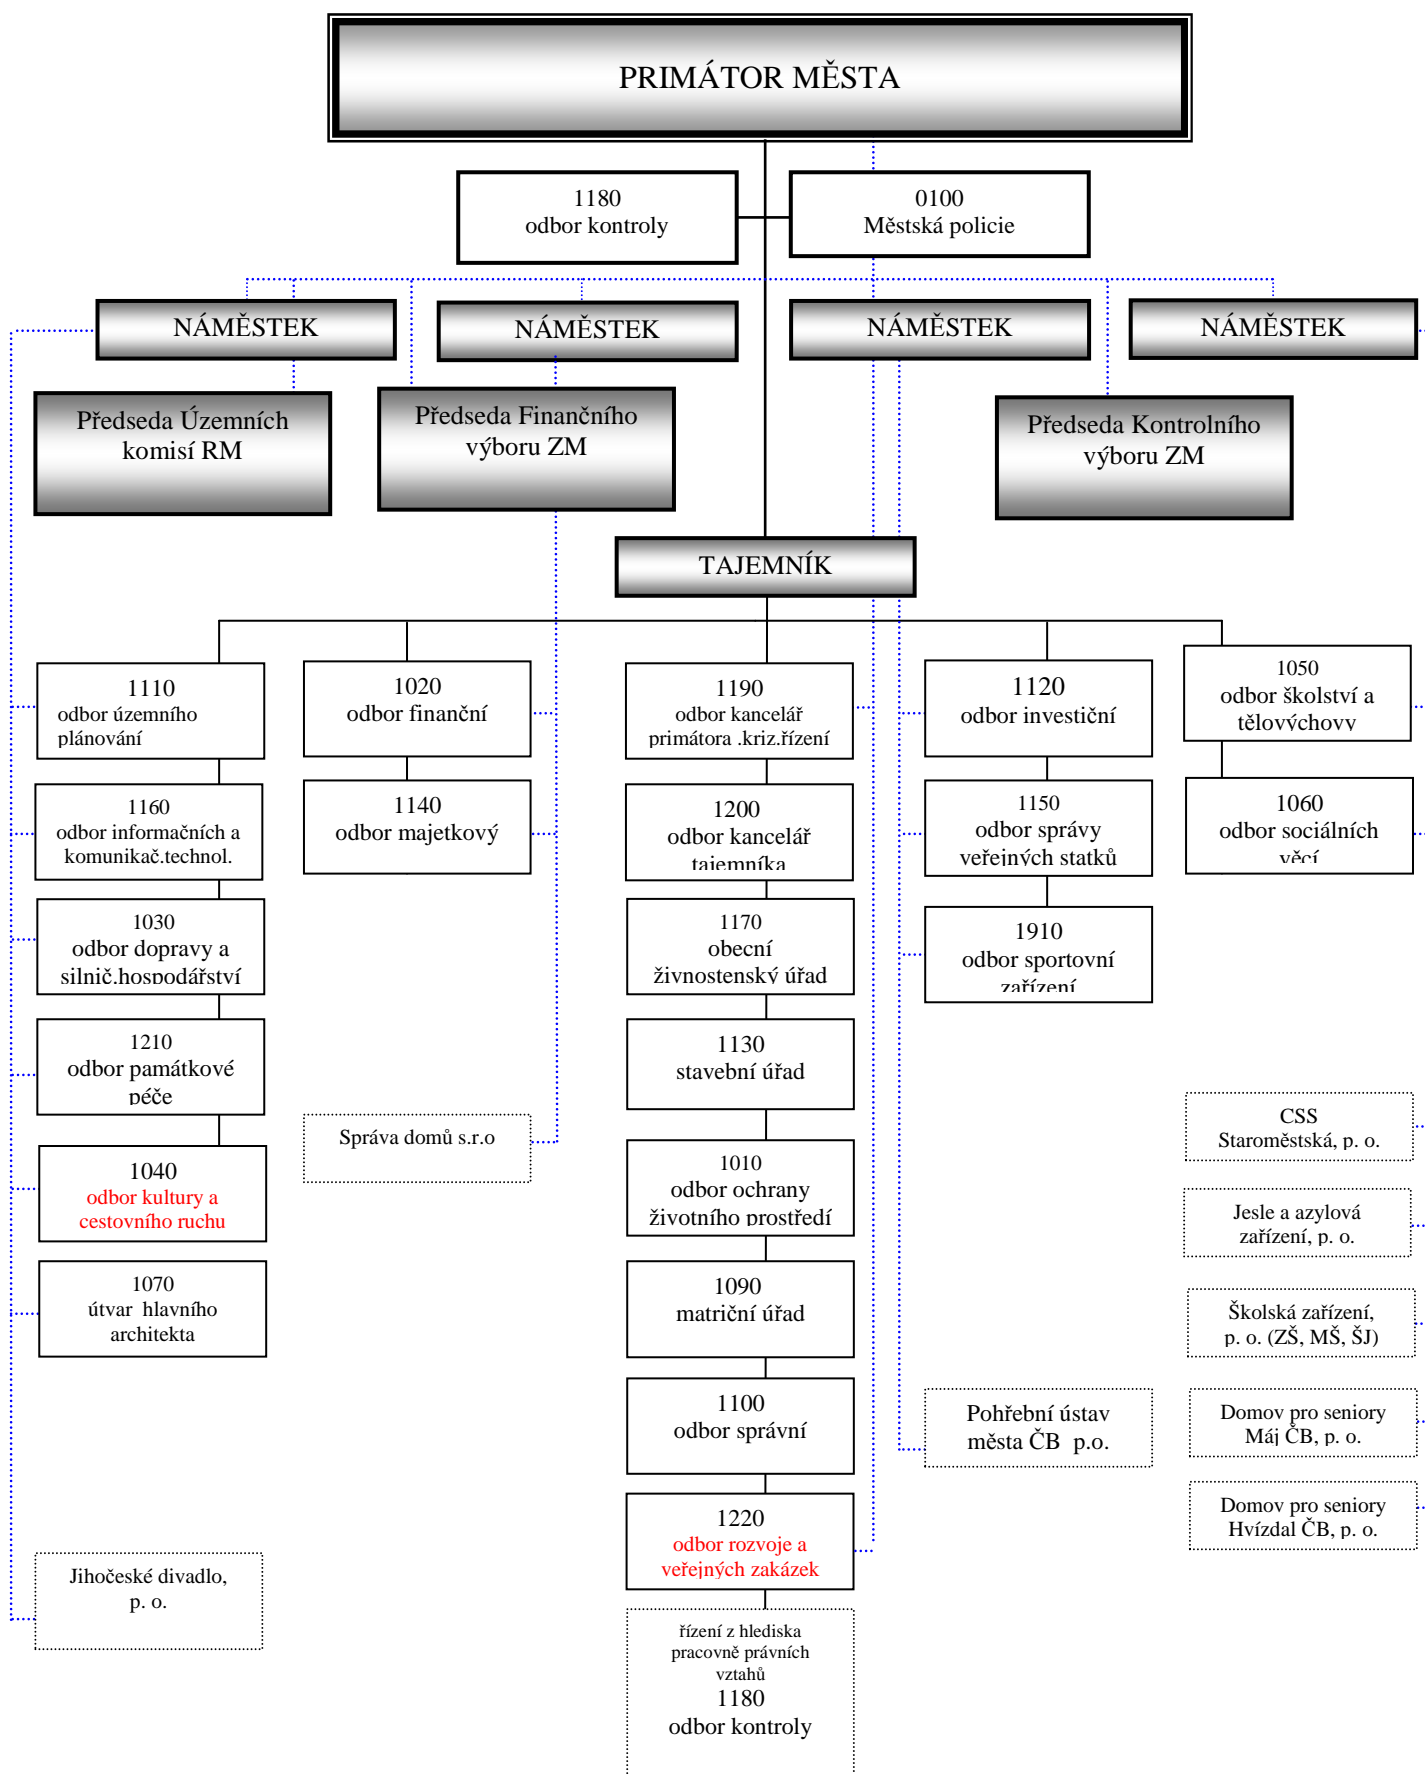 PRIMÁTOR MĚSTA
1180
odbor kontroly
0100
Městská policie
NÁMĚSTEK
NÁMĚSTEK
NÁMĚSTEK
NÁMĚSTEK
Předseda Územních
komisí RM
Předseda Finančního
výboru ZM
Předseda Kontrolního
výboru ZM
TAJEMNÍK
1110
odbor územního
plánování
1160
odbor informačních a
komunikač.technol.
1030
odbor dopravy a
silnič.hospodářství
1210
odbor památkové
péče
1040
odbor kultury a
cestovního ruchu
1070
útvar hlavního
architekta
Jihočeské divadlo,
p. o.
1020
odbor finanční
1140
odbor majetkový
Správa domů s.r.o
1190
odbor kancelář
primátora .kriz.řízení
1200
odbor kancelář
tajemníka
1170
obecní
živnostenský úřad
1130
stavební úřad
1010
odbor ochrany
životního prostředí
1090
matriční úřad
1100
odbor správní
1220
odbor rozvoje a
veřejných zakázek
řízení z hlediska
pracovně právních
vztahů
1180
odbor kontroly
1120
odbor investiční
1150
odbor správy
veřejných statků
1910
odbor sportovní
zařízení
Pohřební ústav
města ČB p.o.
1050
odbor školství a
tělovýchovy
1060
odbor sociálních
věcí
CSS
Staroměstská, p. o.
Jesle a azylová
zařízení, p. o.
Školská zařízení,
p. o. (ZŠ, MŠ, ŠJ)
Domov pro seniory
Máj ČB, p. o.
Domov pro seniory
Hvízdal ČB, p. o.